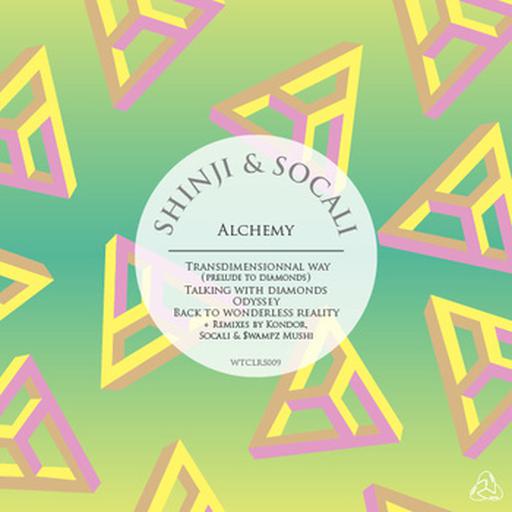 SHINJI & SOCALI
ALCHEMY
TRANSDIMENSIONNAL WAY
(PRELUDE TO DIAMONDS)
TALKING WITH DIAMONDS
ODYSSEY
BACK TO WONDERLESS REALITY
+ REMIXES BY KONDOR,
SOCALI & $WAMPZ MUSHI
WTCLRS009